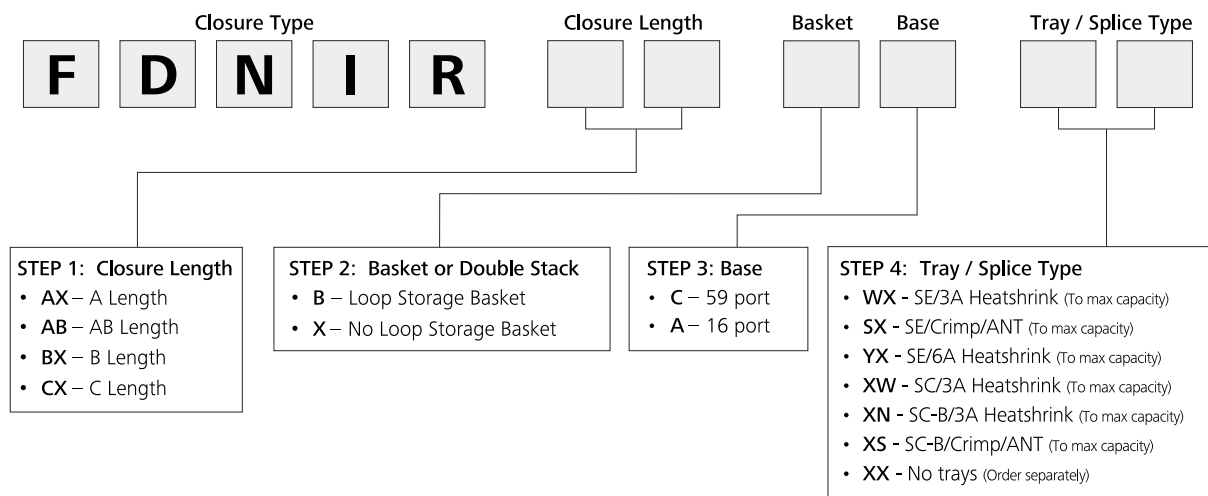 Closure Type Closure Length Basket Base Tray / Splice Type
F D N I R
STEP 1: Closure Length
• AX – A Length
• AB – AB Length
• BX – B Length
• CX – C Length
STEP 2: Basket or Double Stack
• B – Loop Storage Basket
• X – No Loop Storage Basket
STEP 3: Base
• C – 59 port
• A – 16 port
STEP 4: Tray / Splice Type
• WX - SE/3A Heatshrink (To max capacity)
• SX - SE/Crimp/ANT (To max capacity)
• YX - SE/6A Heatshrink (To max capacity)
• XW - SC/3A Heatshrink (To max capacity)
• XN - SC-B/3A Heatshrink (To max capacity)
• XS - SC-B/Crimp/ANT (To max capacity)
• XX - No trays (Order separately)